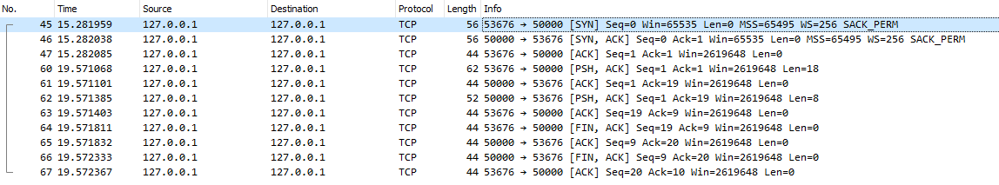 No. Time Source Destination Protocol Length Info
45 15.281959 127.0.0.1 127.0.0.1 TCP 56 53676 → 50000 [SYN] Seq=0 Win=65535 Len=0 MSS=65495 WS=256 SACK_PERM
46 15.282038 127.0.0.1 127.0.0.1 TCP 56 50000 → 53676 [SYN, ACK] Seq=0 Ack=1 Win=65535 Len=0 MSS=65495 WS=256 SACK_PERM
47 15.282085 127.0.0.1 127.0.0.1 TCP 44 53676 → 50000 [ACK] Seq=1 Ack=1 Win=2619648 Len=0
60 19.571068 127.0.0.1 127.0.0.1 TCP 62 53676 → 50000 [PSH, ACK] Seq=1 Ack=1 Win=2619648 Len=18
61 19.571101 127.0.0.1 127.0.0.1 TCP 44 50000 → 53676 [ACK] Seq=1 Ack=19 Win=2619648 Len=0
62 19.571385 127.0.0.1 127.0.0.1 TCP 52 50000 → 53676 [PSH, ACK] Seq=1 Ack=19 Win=2619648 Len=8
63 19.571403 127.0.0.1 127.0.0.1 TCP 44 53676 → 50000 [ACK] Seq=19 Ack=9 Win=2619648 Len=0
64 19.571811 127.0.0.1 127.0.0.1 TCP 44 53676 → 50000 [FIN, ACK] Seq=19 Ack=9 Win=2619648 Len=0
65 19.571832 127.0.0.1 127.0.0.1 TCP 44 50000 → 53676 [ACK] Seq=9 Ack=20 Win=2619648 Len=0
66 19.572333 127.0.0.1 127.0.0.1 TCP 44 50000 → 53676 [FIN, ACK] Seq=9 Ack=20 Win=2619648 Len=0
67 19.572367 127.0.0.1 127.0.0.1 TCP 44 53676 → 50000 [ACK] Seq=20 Ack=10 Win=2619648 Len=0